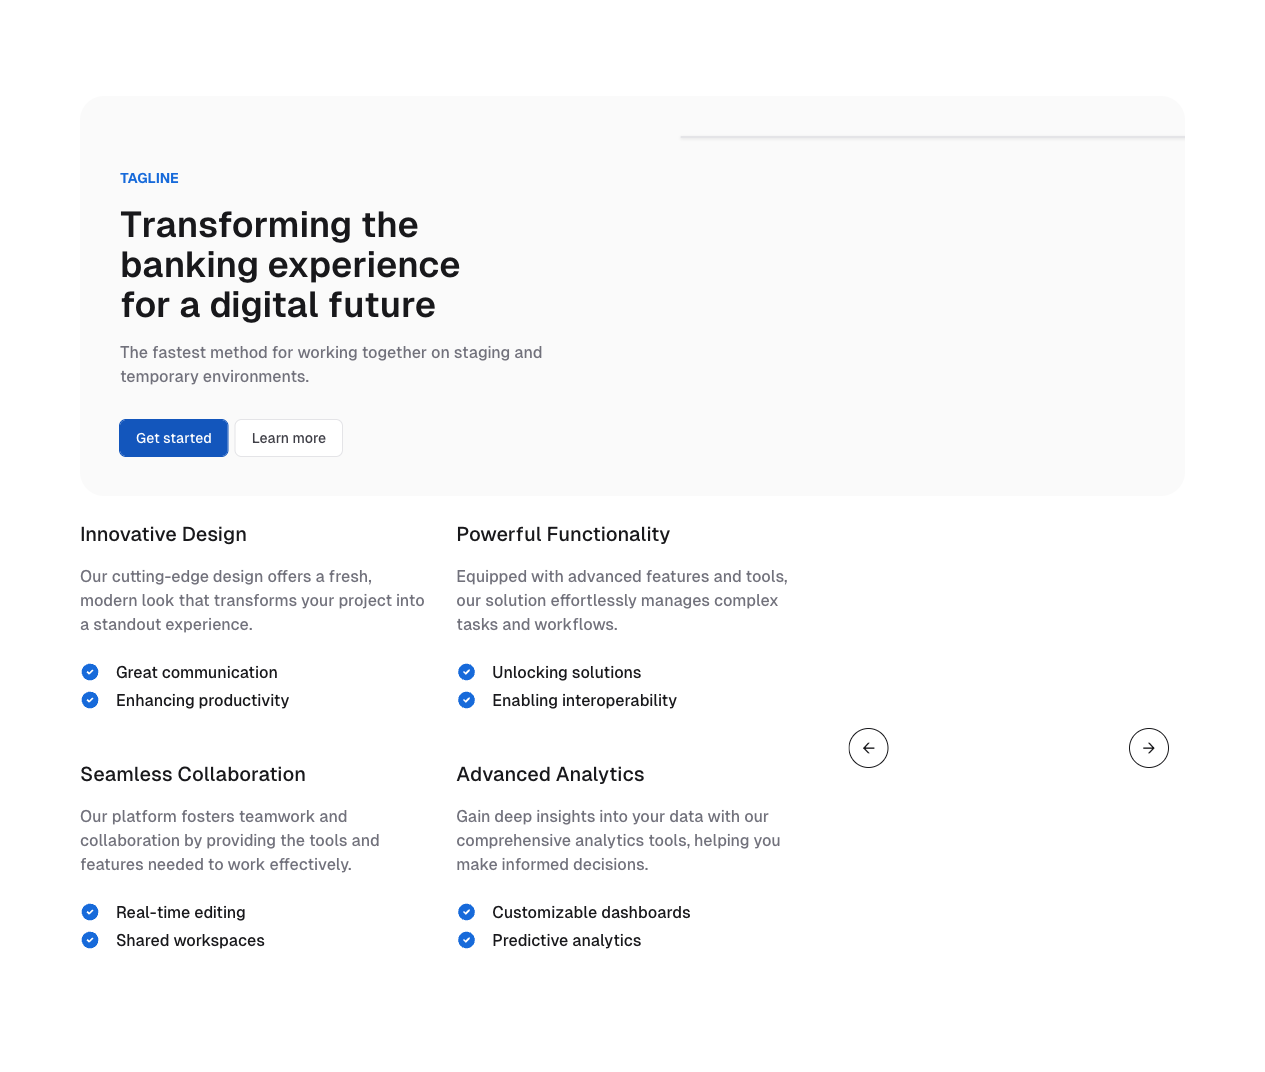 TAGLINE
Transforming the
banking experience
for a digital future
The fastest method for working together on staging and
temporary environments.
Get started
Learn more
Innovative Design
Our cutting-edge design offers a fresh,
modern look that transforms your project into
a standout experience.
Great communication
Enhancing productivity
Powerful Functionality
Equipped with advanced features and tools,
our solution effortlessly manages complex
tasks and workflows.
Unlocking solutions
Enabling interoperability
Seamless Collaboration
Our platform fosters teamwork and
collaboration by providing the tools and
features needed to work effectively.
Real-time editing
Shared workspaces
Advanced Analytics
Gain deep insights into your data with our
comprehensive analytics tools, helping you
make informed decisions.
Customizable dashboards
Predictive analytics